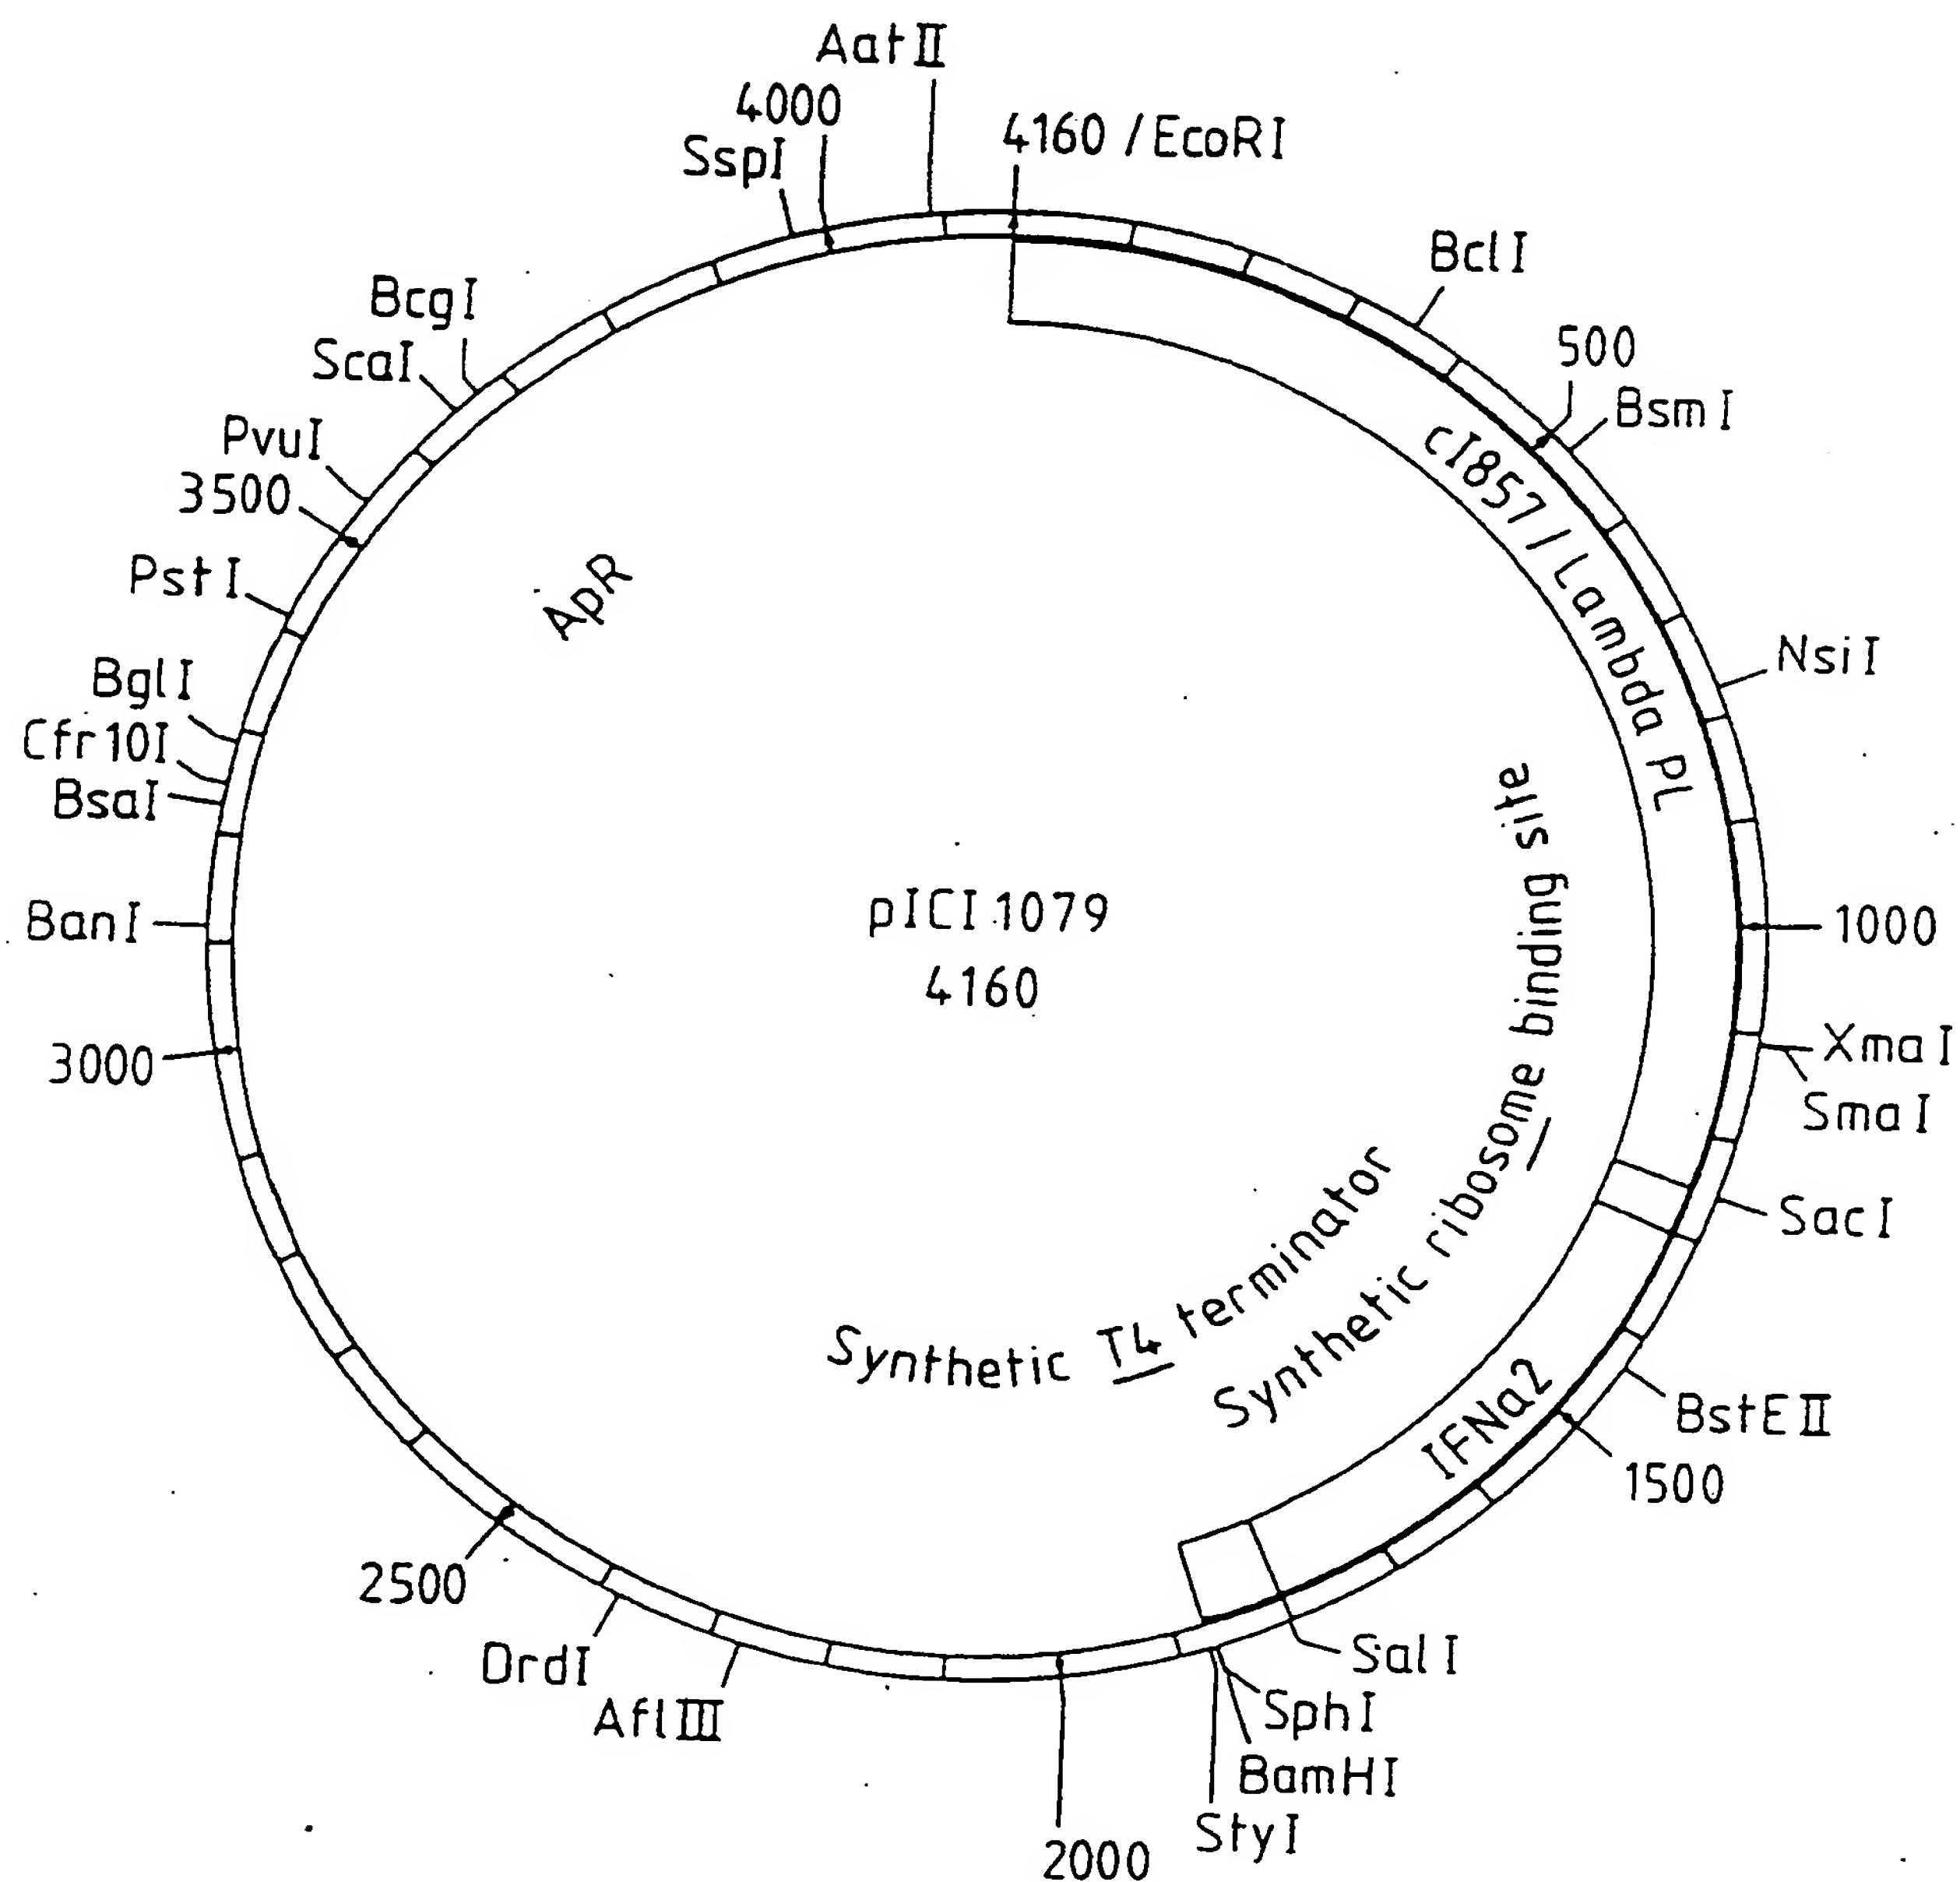 AatII
4000
SspI
4160 / EcoRI
BclI
500
BsmI
BcgI
ScaI
PvuI
3500
PstI
ApR
cI857 / Lambda PL
NsiI
BglI
Cfr10I
BsaI
BanI
pICI 1079
4160
1000
3000
XmaI
SmaI
SacI
Synthetic ribosome binding site
Synthetic T4 terminator
IFNα2
BstEII
1500
2500
DrdI
AflIII
SalI
SphI
BamHI
StyI
2000